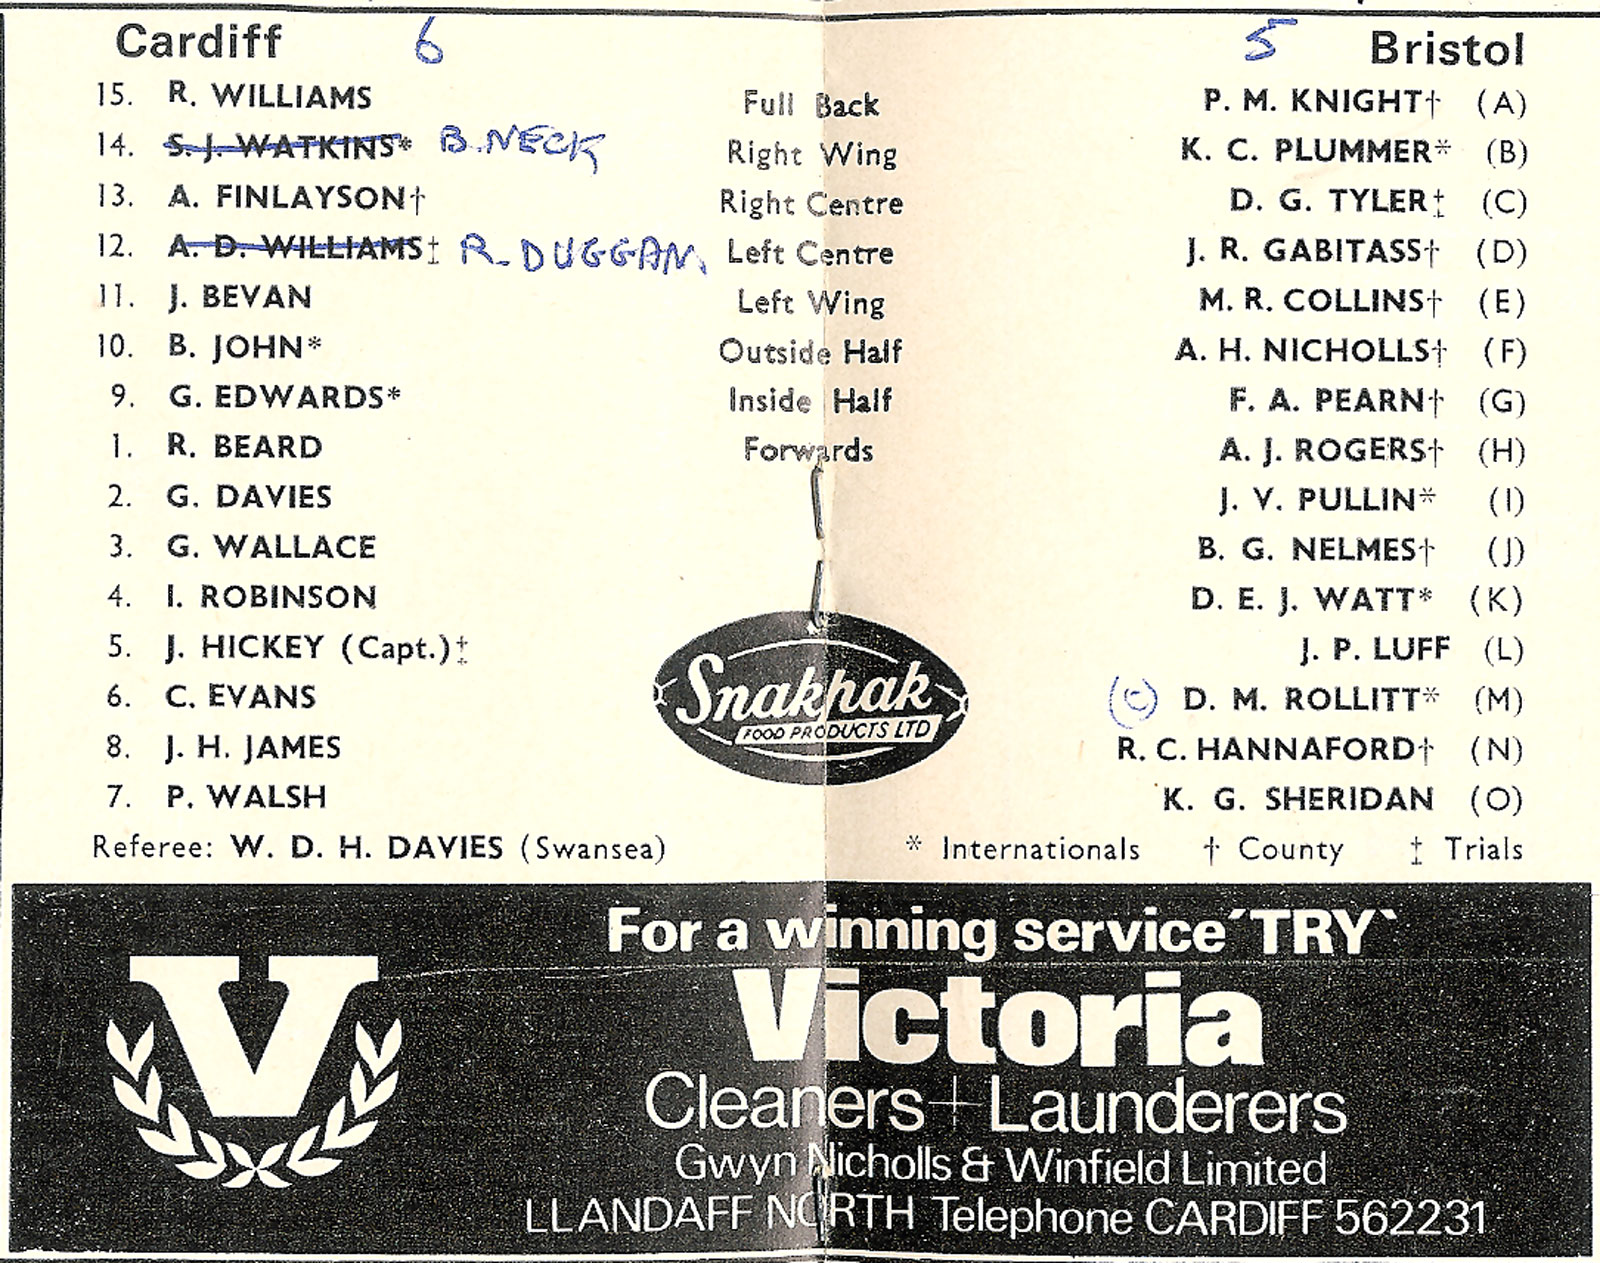 Cardiff 6 5 Bristol
15. R. WILLIAMS Full Back P. M. KNIGHT† (A)
14. S. J. WATKINS* B. NECK Right Wing K. C. PLUMMER* (B)
13. A. FINLAYSON† Right Centre D. G. TYLER‡ (C)
12. A. D. WILLIAMS‡ R. DUGGAN Left Centre J. R. GABITASS† (D)
11. J. BEVAN Left Wing M. R. COLLINS† (E)
10. B. JOHN* Outside Half A. H. NICHOLLS† (F)
9. G. EDWARDS* Inside Half F. A. PEARN† (G)
1. R. BEARD Forwards A. J. ROGERS† (H)
2. G. DAVIES J. V. PULLIN* (I)
3. G. WALLACE B. G. NELMES† (J)
4. I. ROBINSON D. E. J. WATT* (K)
5. J. HICKEY (Capt.)‡ J. P. LUFF (L)
6. C. EVANS (C) D. M. ROLLITT* (M)
8. J. H. JAMES R. C. HANNAFORD† (N)
7. P. WALSH K. G. SHERIDAN (O)
Snakpak
FOOD PRODUCTS LTD
Referee: W. D. H. DAVIES (Swansea) * Internationals † County ‡ Trials
V
For a winning service ´TRY`
Victoria
Cleaners+Launderers
Gwyn Nicholls & Winfield Limited
LLANDAFF NORTH Telephone CARDIFF 562231